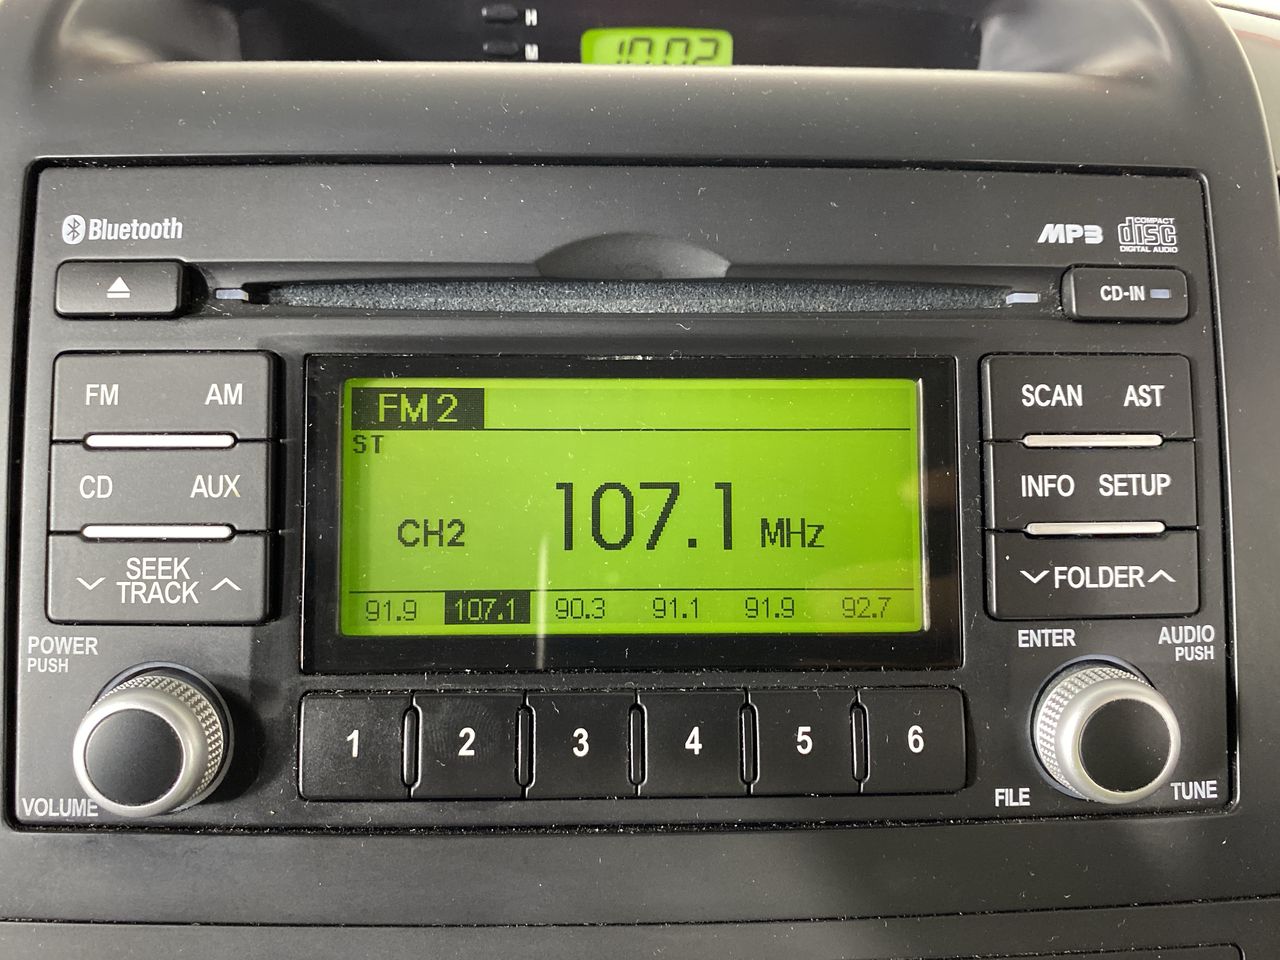 H
M
10:02
Bluetooth
MP3
COMPACT
disc
DIGITAL AUDIO
CD-IN
FM AM
SCAN AST
FM 2
ST
CD AUX
INFO SETUP
CH2 107.1 MHz
SEEK
TRACK
FOLDER
91.9 107.1 90.3 91.1 91.9 92.7
POWER
PUSH
ENTER
AUDIO
PUSH
1 2 3 4 5 6
VOLUME
FILE
TUNE